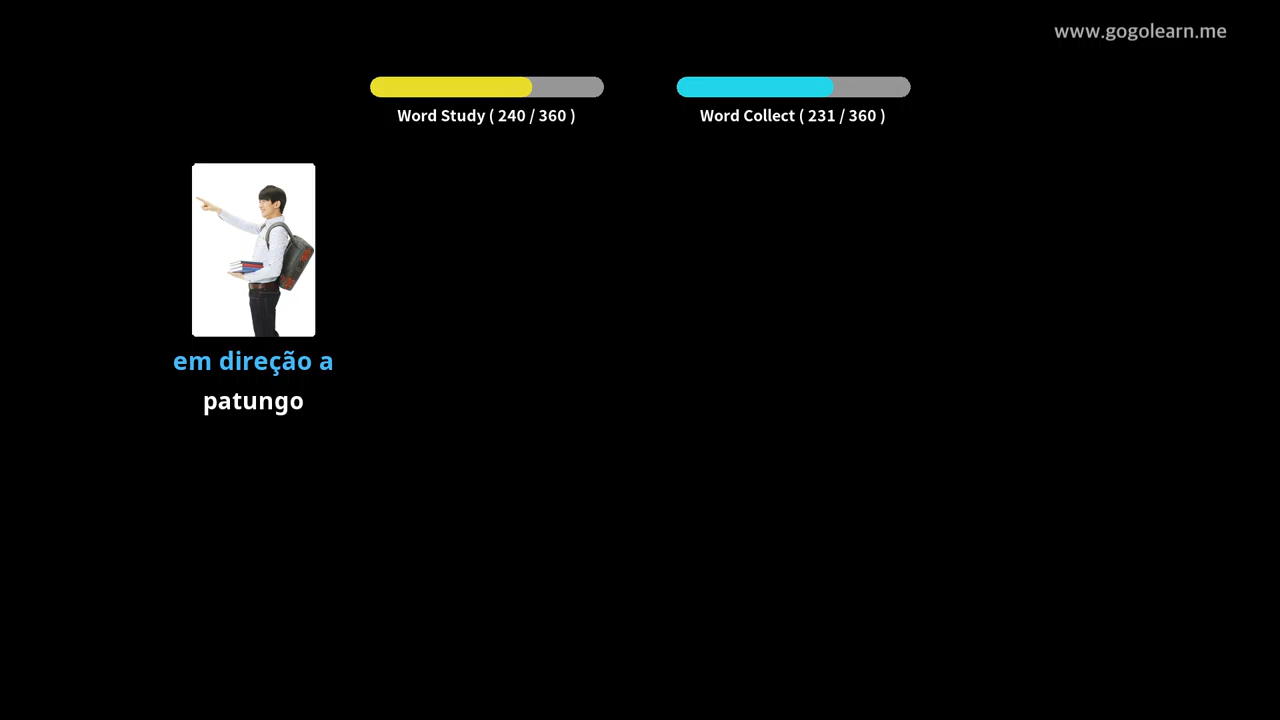 www.gogolearn.me
Word Study ( 240 / 360 )
Word Collect ( 231 / 360 )
em direção a
patungo